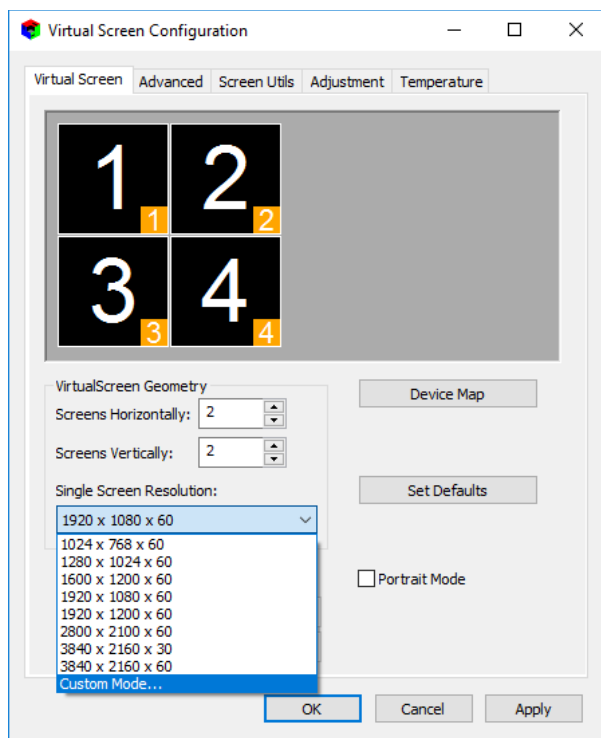 Virtual Screen Configuration
Virtual Screen Advanced Screen Utils Adjustment Temperature
1 2
1 2
3 4
3 4
VirtualScreen Geometry
Screens Horizontally: 2
Device Map
Screens Vertically: 2
Single Screen Resolution:
Set Defaults
1920 x 1080 x 60
1024 x 768 x 60
1280 x 1024 x 60
1600 x 1200 x 60
Portrait Mode
1920 x 1080 x 60
1920 x 1200 x 60
2800 x 2100 x 60
3840 x 2160 x 30
3840 x 2160 x 60
Custom Mode...
OK Cancel Apply